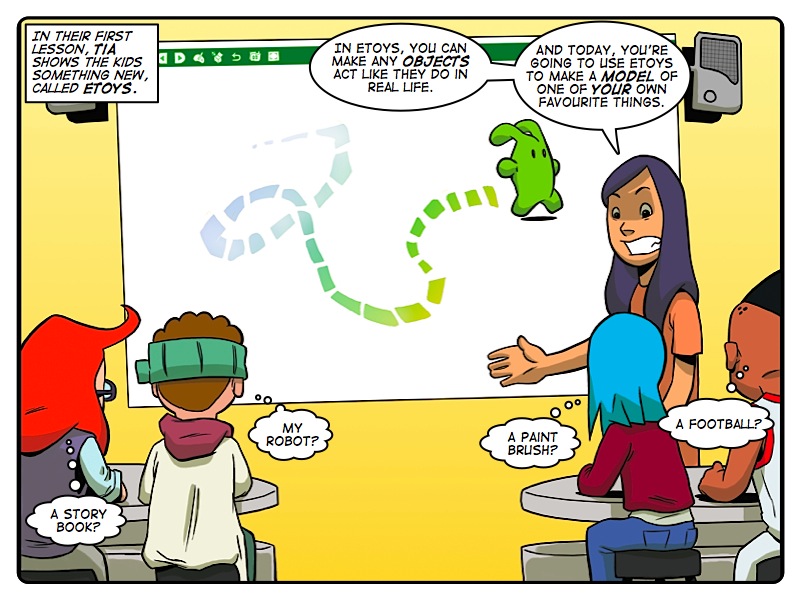 IN THEIR FIRST
LESSON, TIA
SHOWS THE KIDS
SOMETHING NEW,
CALLED ETOYS.
IN ETOYS, YOU CAN
MAKE ANY OBJECTS
ACT LIKE THEY DO IN
REAL LIFE.
AND TODAY, YOU'RE
GOING TO USE ETOYS
TO MAKE A MODEL OF
ONE OF YOUR OWN
FAVOURITE THINGS.
A STORY
BOOK?
MY
ROBOT?
A PAINT
BRUSH?
A FOOTBALL?